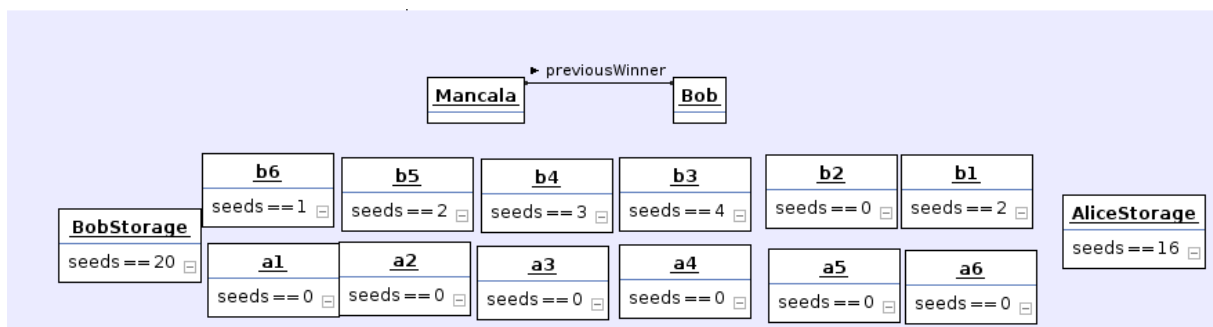 ► previousWinner
Mancala
Bob
b6
seeds==1
b5
seeds==2
b4
seeds==3
b3
seeds==4
b2
seeds==0
b1
seeds==2
BobStorage
seeds==20
AliceStorage
seeds==16
a1
seeds==0
a2
seeds==0
a3
seeds==0
a4
seeds==0
a5
seeds==0
a6
seeds==0